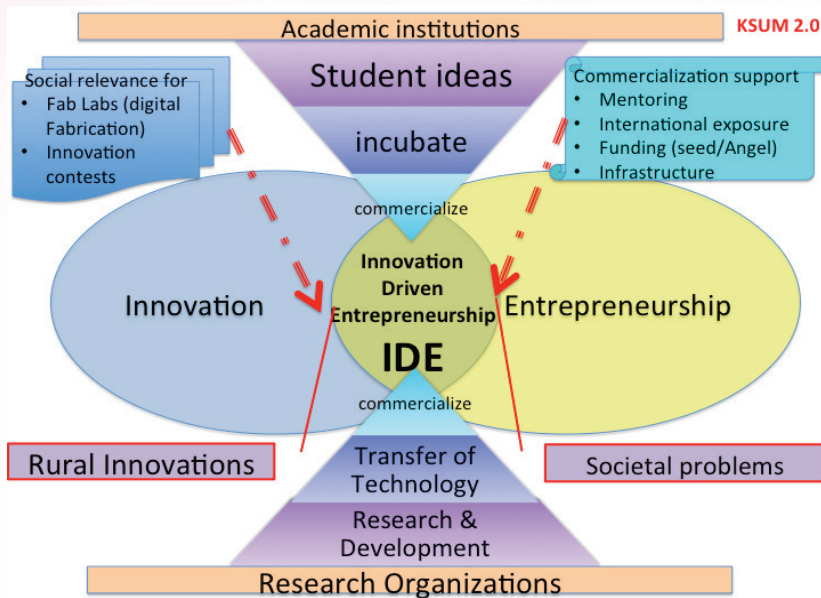 Academic institutions
KSUM 2.0
Student ideas
Social relevance for
• Fab Labs (digital
Fabrication)
• Innovation
contests
Commercialization support
• Mentoring
• International exposure
• Funding (seed/Angel)
• Infrastructure
incubate
commercialize
Innovation
Innovation
Driven
Entrepreneurship
IDE
Entrepreneurship
commercialize
Rural Innovations
Transfer of
Technology
Societal problems
Research &
Development
Research Organizations